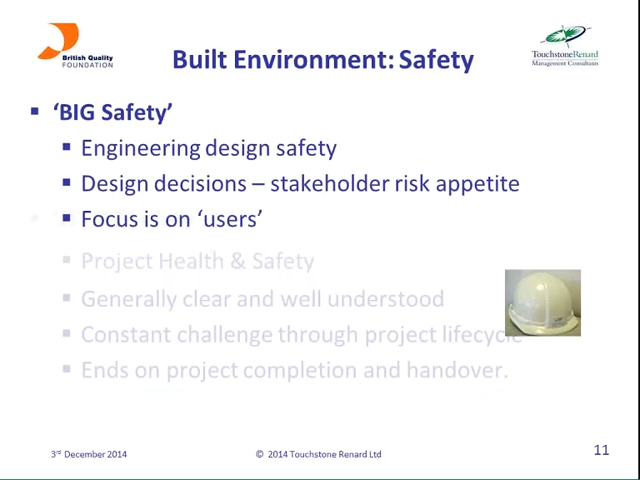 British Quality
FOUNDATION
TouchstoneRenard
Management Consultants
Built Environment: Safety
▪ ‘BIG Safety’
▪ Engineering design safety
▪ Design decisions – stakeholder risk appetite
▪ Focus is on ‘users’
▪ Project Health & Safety
▪ Generally clear and well understood
▪ Constant challenge through project lifecycle
▪ Ends on project completion and handover.
3rd December 2014
© 2014 Touchstone Renard Ltd
11